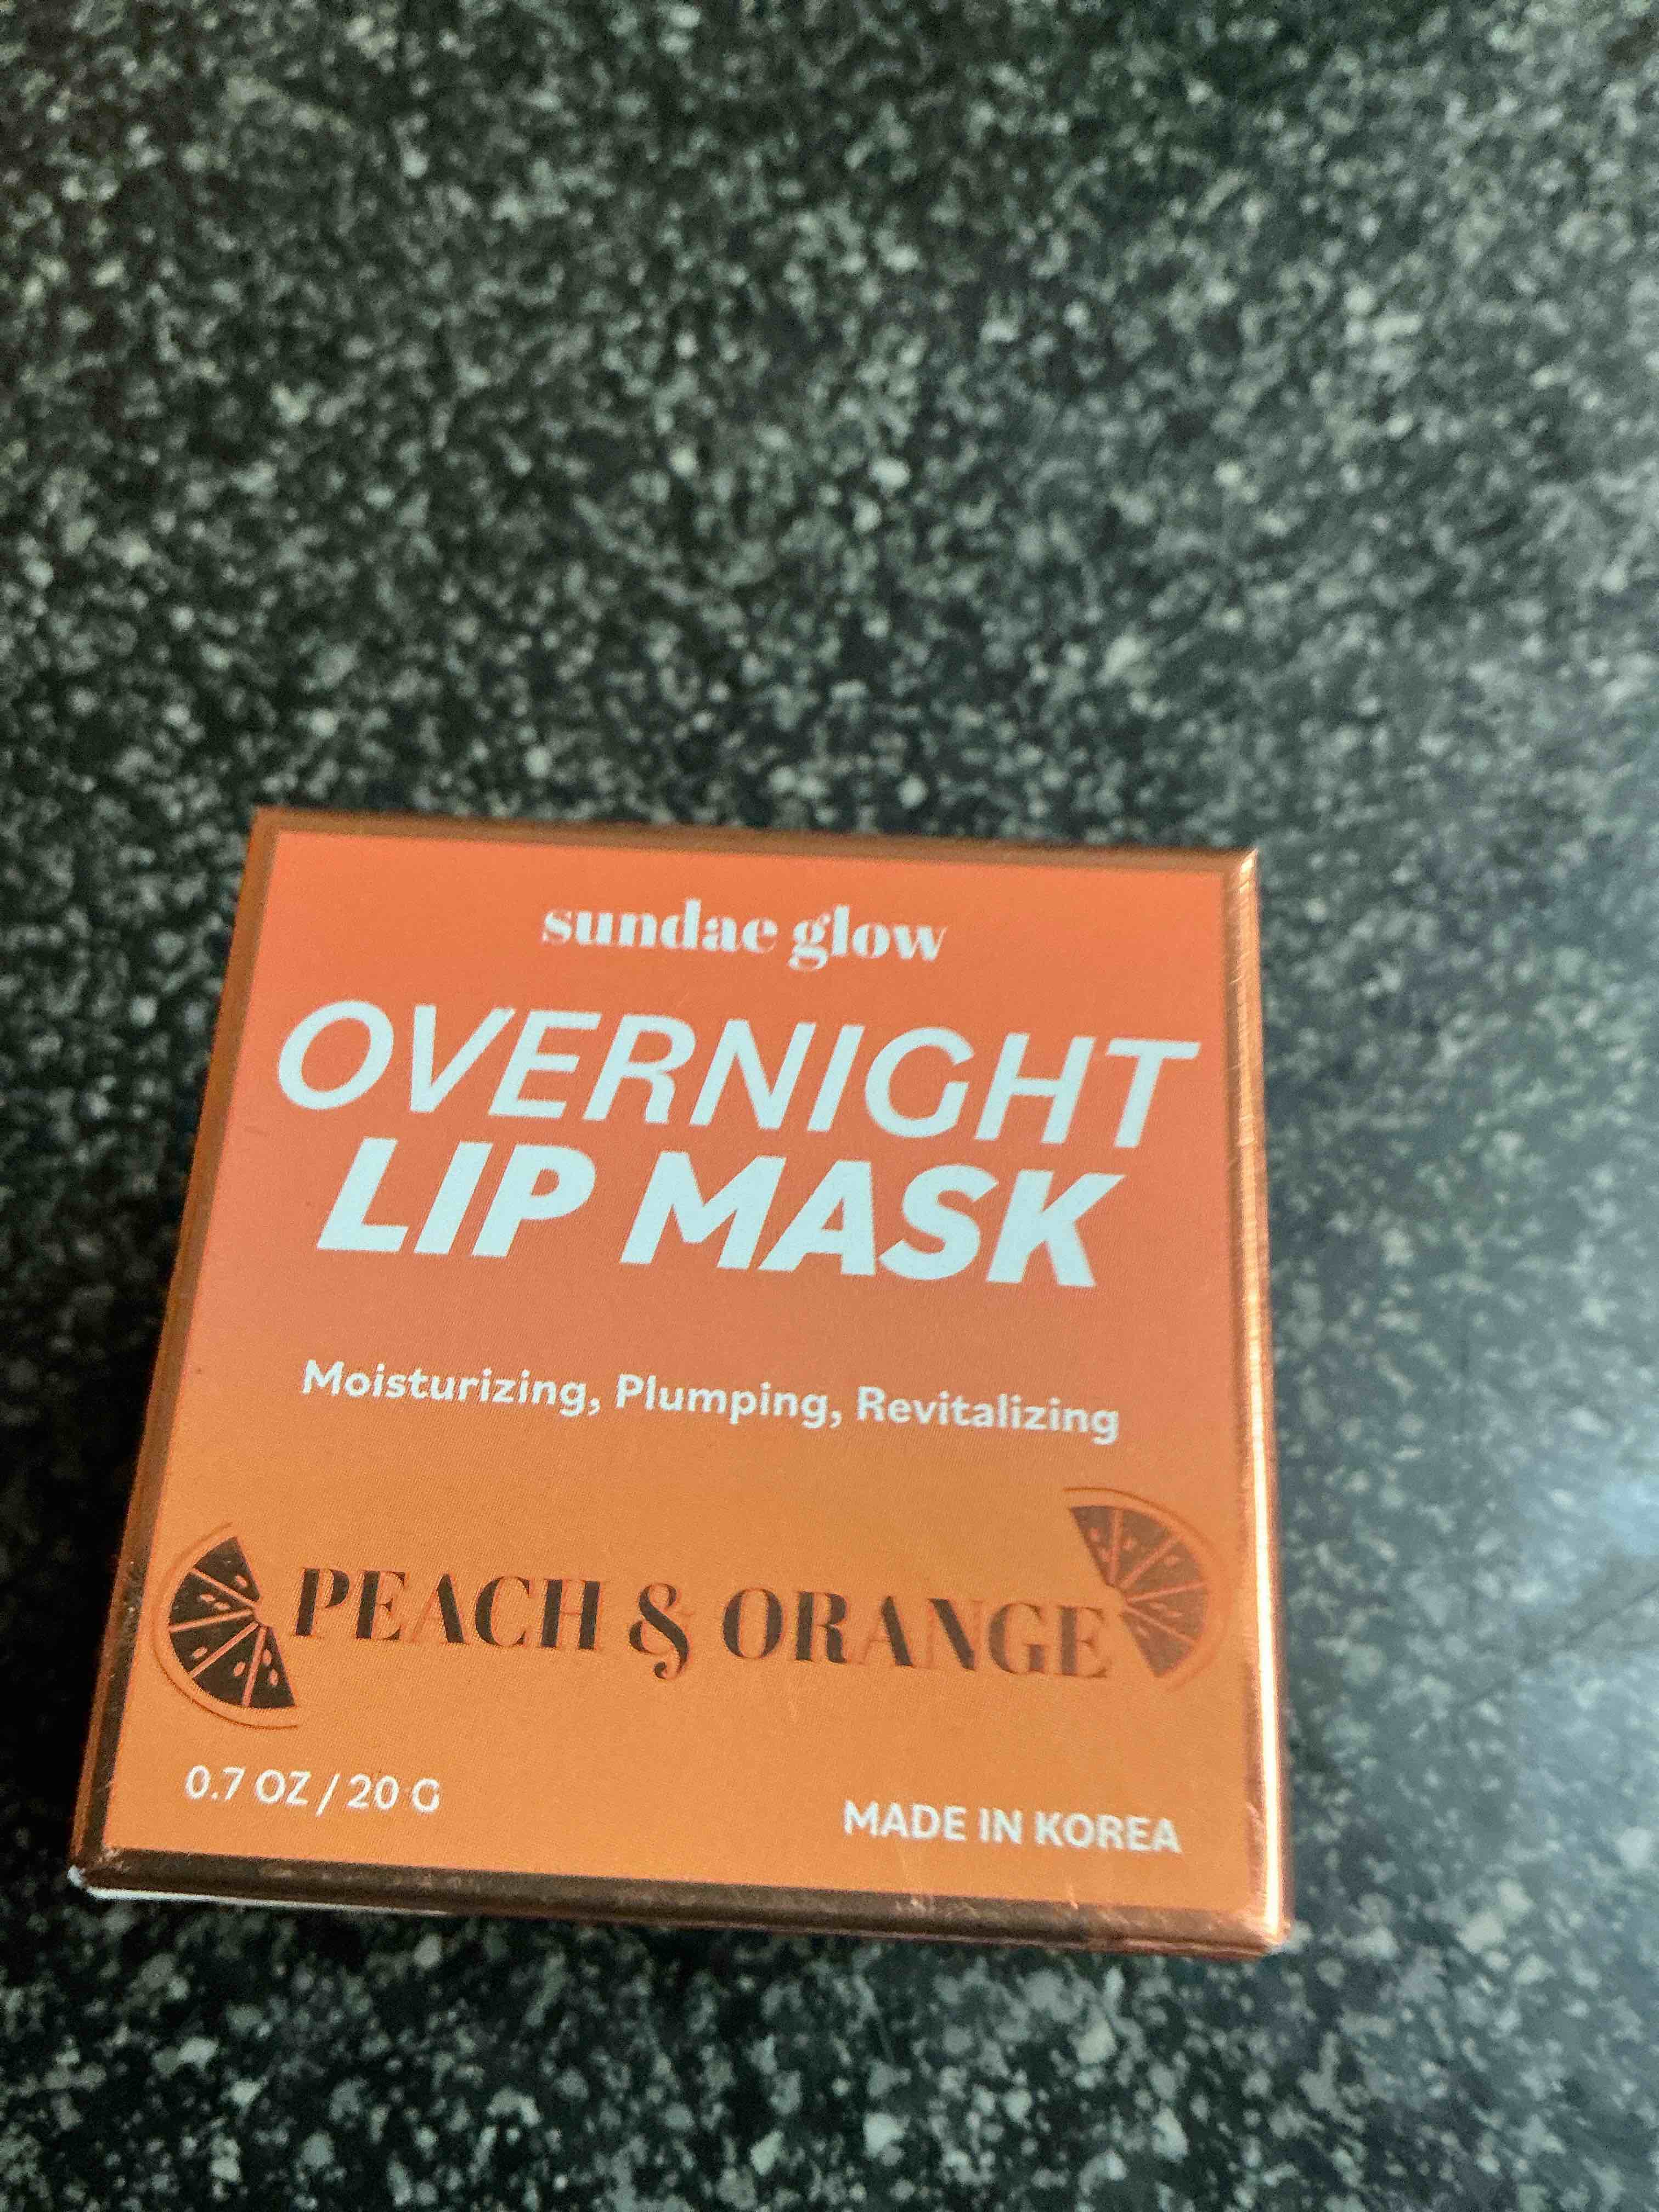 sundae glow
OVERNIGHT
LIP MASK
Moisturizing, Plumping, Revitalizing
PEACH & ORANGE
0.7 OZ / 20 G
MADE IN KOREA